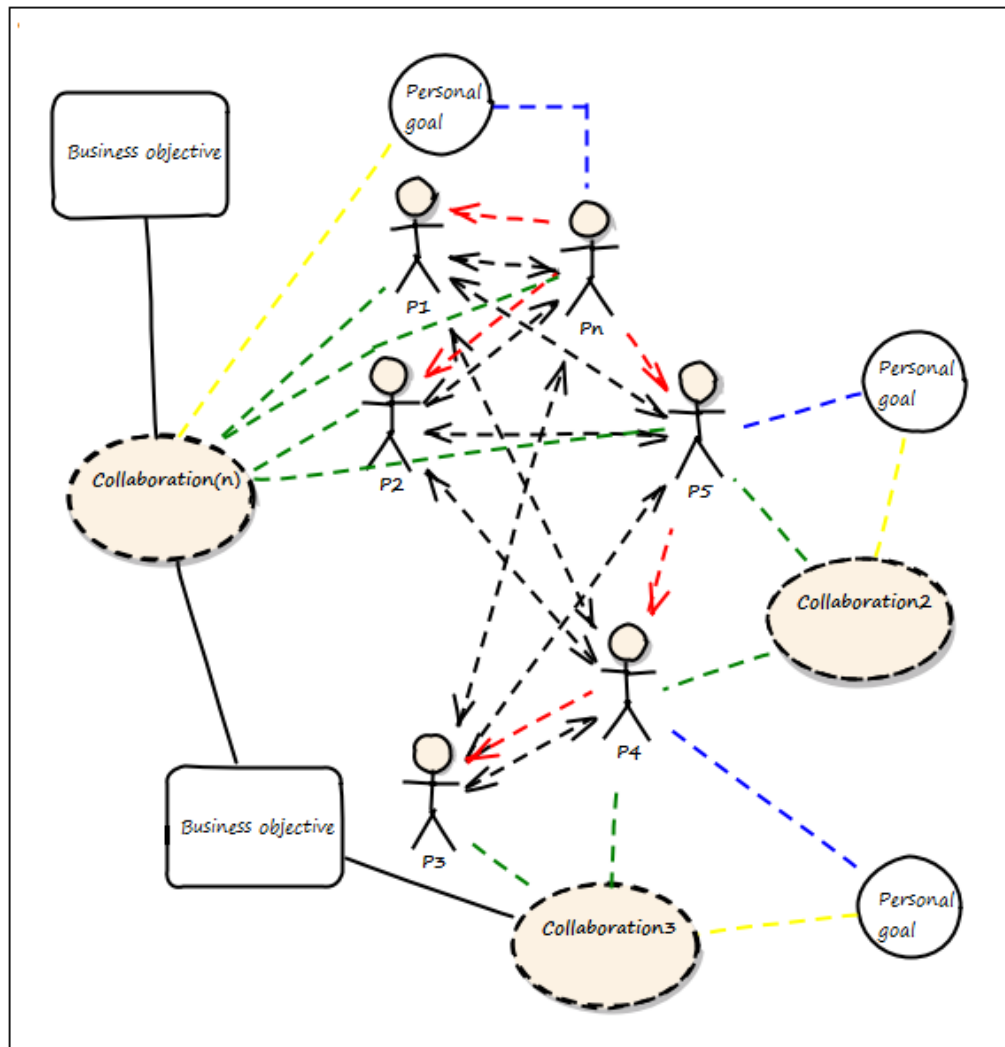 Personal
goal
Business objective
P1
Pn
Personal
goal
P2
P5
Collaboration(n)
Collaboration2
P4
Business objective
P3
Personal
goal
Collaboration3